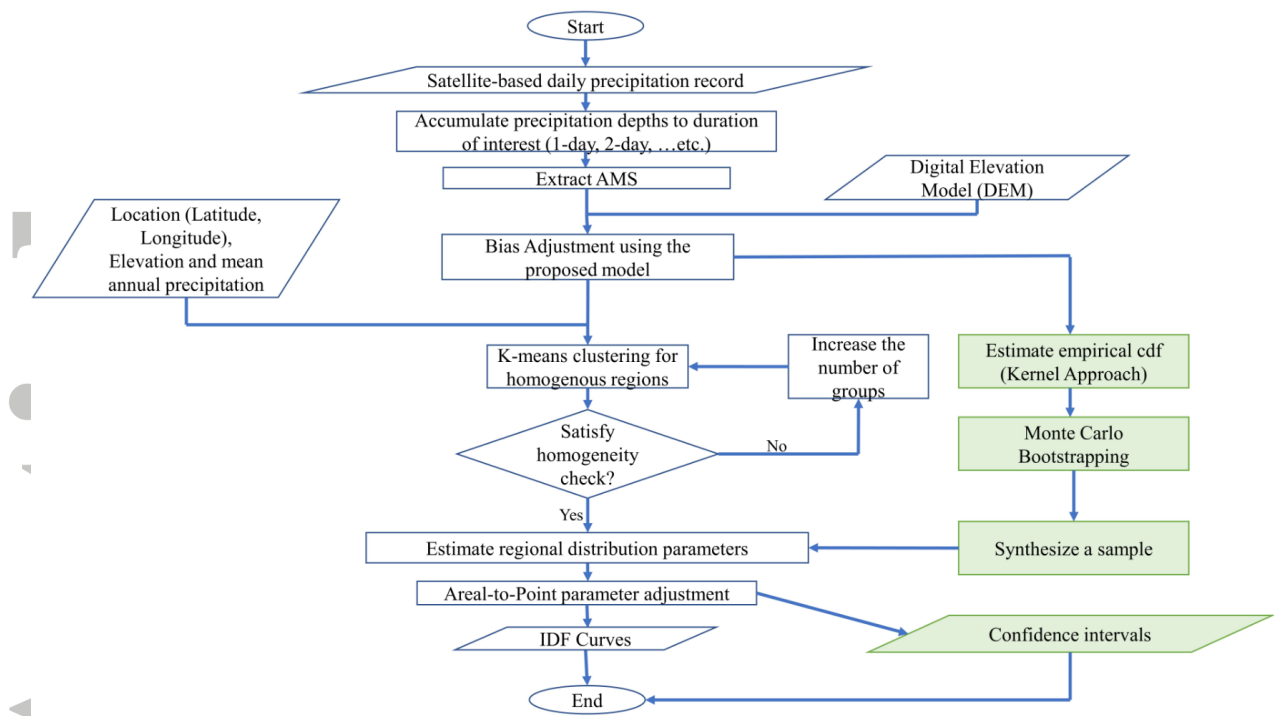 Start
Satellite-based daily precipitation record
Accumulate precipitation depths to duration
of interest (1-day, 2-day, …etc.)
Extract AMS
Digital Elevation
Model (DEM)
Location (Latitude,
Longitude),
Elevation and mean
annual precipitation
Bias Adjustment using the
proposed model
K-means clustering for
homogenous regions
Increase the
number of
groups
Estimate empirical cdf
(Kernel Approach)
Satisfy
homogeneity
check?
No
Monte Carlo
Bootstrapping
Yes
Estimate regional distribution parameters
Synthesize a sample
Areal-to-Point parameter adjustment
IDF Curves
Confidence intervals
End